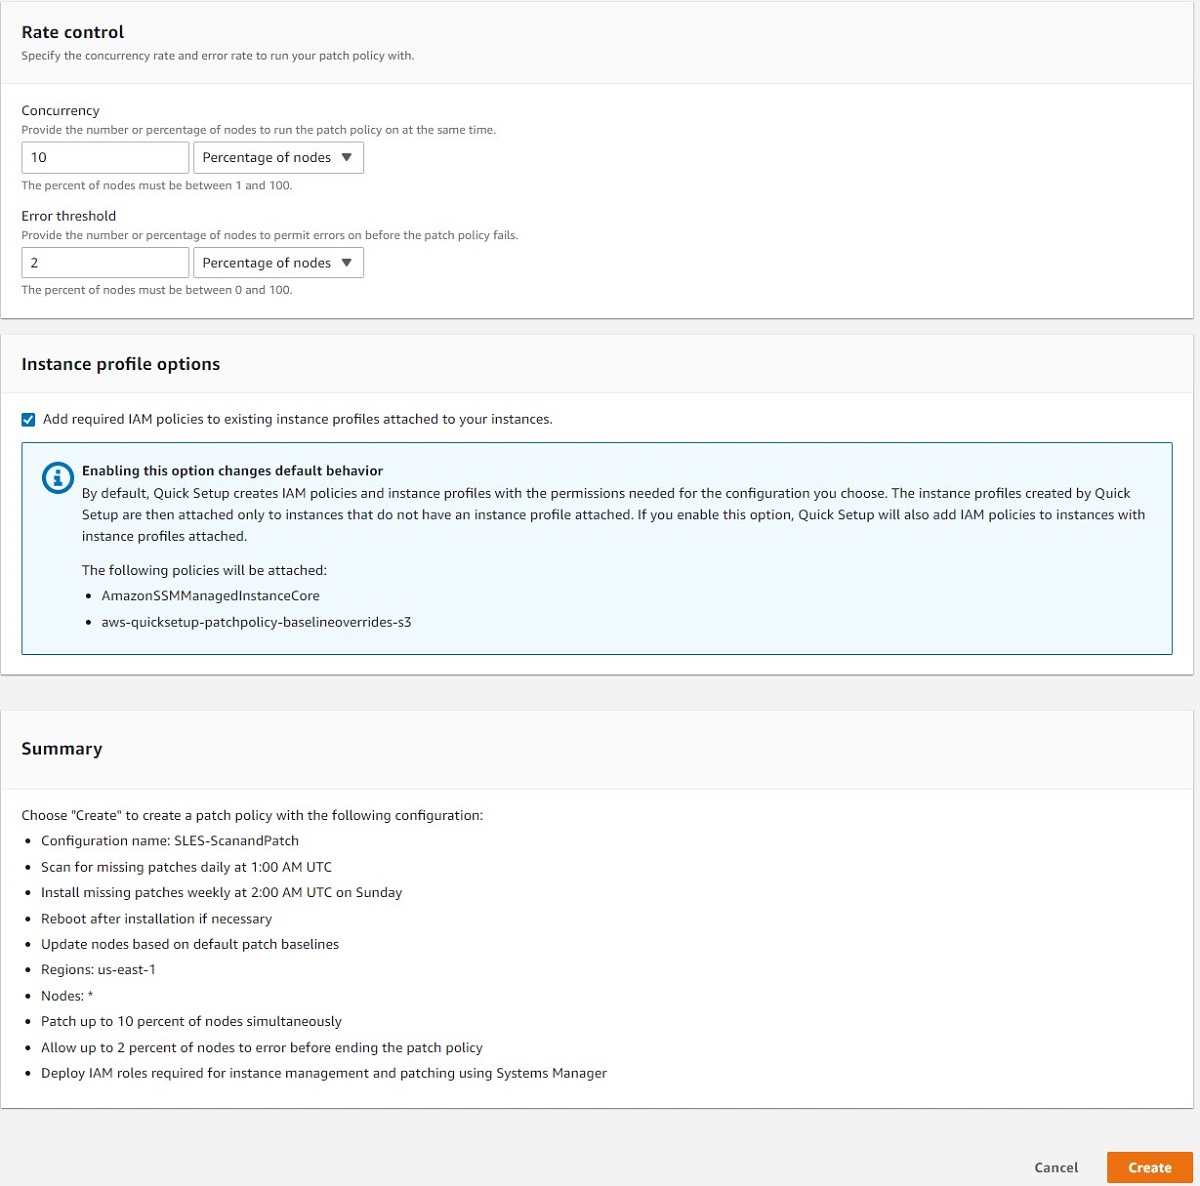 Rate control
Specify the concurrency rate and error rate to run your patch policy with.
Concurrency
Provide the number or percentage of nodes to run the patch policy on at the same time.
10
Percentage of nodes
The percent of nodes must be between 1 and 100.
Error threshold
Provide the number or percentage of nodes to permit errors on before the patch policy fails.
2
Percentage of nodes
The percent of nodes must be between 0 and 100.
Instance profile options
Add required IAM policies to existing instance profiles attached to your instances.
Enabling this option changes default behavior
By default, Quick Setup creates IAM policies and instance profiles with the permissions needed for the configuration you choose. The instance profiles created by Quick
Setup are then attached only to instances that do not have an instance profile attached. If you enable this option, Quick Setup will also add IAM policies to instances with
instance profiles attached.
The following policies will be attached:
• AmazonSSMManagedInstanceCore
• aws-quicksetup-patchpolicy-baselineoverrides-s3
Summary
Choose "Create" to create a patch policy with the following configuration:
• Configuration name: SLES-ScanandPatch
• Scan for missing patches daily at 1:00 AM UTC
• Install missing patches weekly at 2:00 AM UTC on Sunday
• Reboot after installation if necessary
• Update nodes based on default patch baselines
• Regions: us-east-1
• Nodes: *
• Patch up to 10 percent of nodes simultaneously
• Allow up to 2 percent of nodes to error before ending the patch policy
• Deploy IAM roles required for instance management and patching using Systems Manager
Cancel
Create